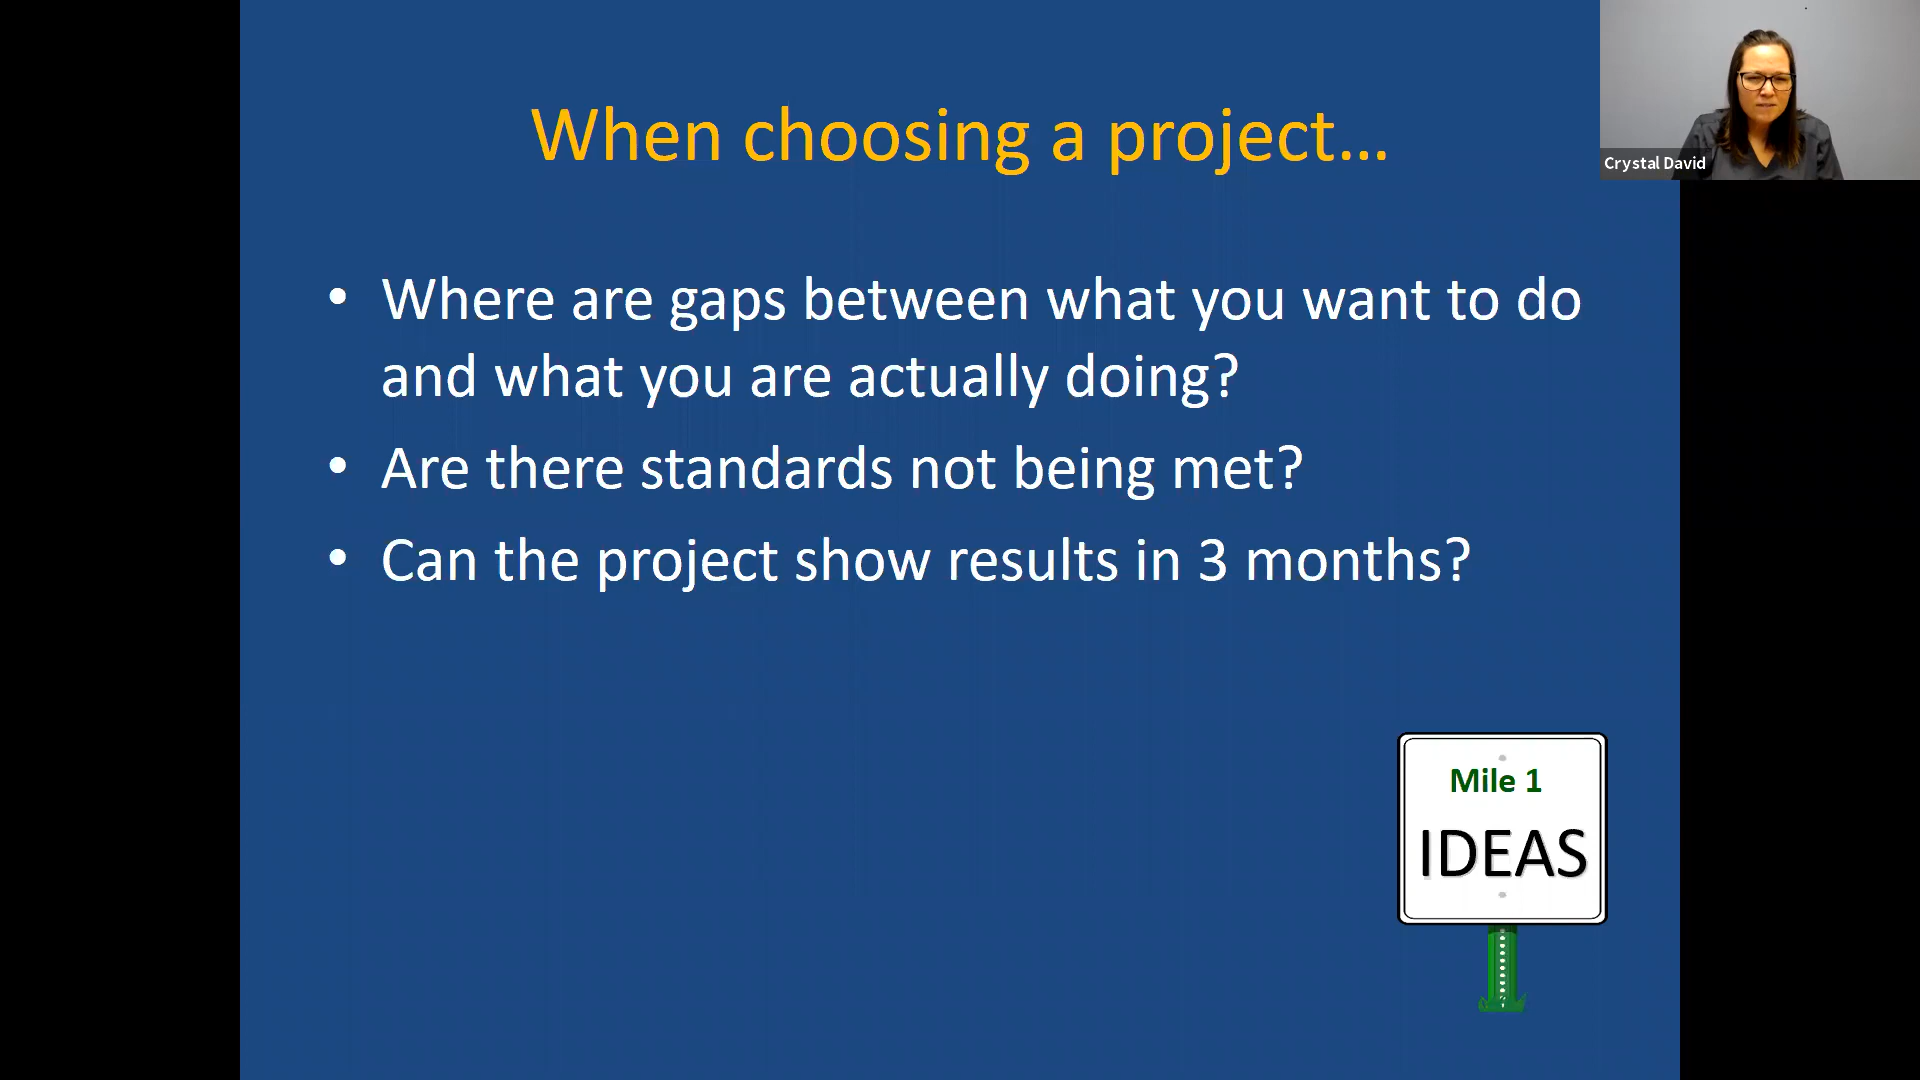 When choosing a project...
• Where are gaps between what you want to do
and what you are actually doing?
• Are there standards not being met?
• Can the project show results in 3 months?
Crystal David
Mile 1
IDEAS